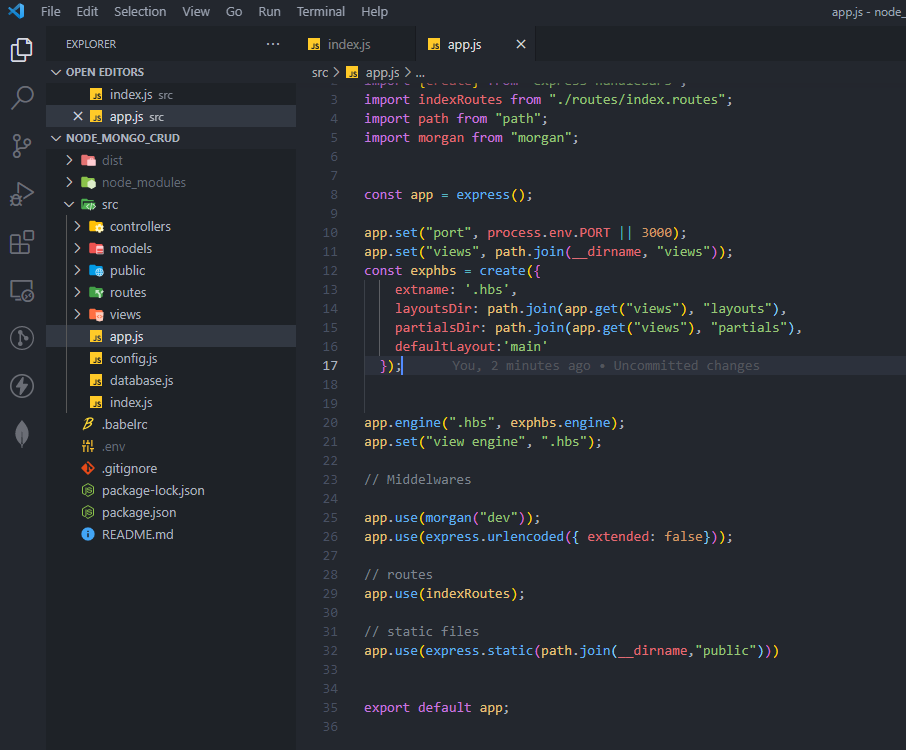 File Edit Selection View Go Run Terminal Help
app.js - node_
EXPLORER
OPEN EDITORS
index.js src
app.js src
NODE_MONGO_CRUD
dist
node_modules
src
controllers
models
public
routes
views
app.js
config.js
database.js
index.js
.babelrc
.env
.gitignore
package-lock.json
package.json
README.md
index.js
app.js
src > app.js > ...
3 import indexRoutes from "./routes/index.routes";
4 import path from "path";
5 import morgan from "morgan";
6
7
8 const app = express();
9
10 app.set("port", process.env.PORT || 3000);
11 app.set("views", path.join(__dirname, "views"));
12 const exphbs = create({
13 extname: '.hbs',
14 layoutsDir: path.join(app.get("views"), "layouts"),
15 partialsDir: path.join(app.get("views"), "partials"),
16 defaultLayout:'main'
17 }); You, 2 minutes ago • Uncommitted changes
18
19
20 app.engine(".hbs", exphbs.engine);
21 app.set("view engine", ".hbs");
22
23 // Middelwares
24
25 app.use(morgan("dev"));
26 app.use(express.urlencoded({ extended: false}));
27
28 // routes
29 app.use(indexRoutes);
30
31 // static files
32 app.use(express.static(path.join(__dirname,"public")))
33
34
35 export default app;
36